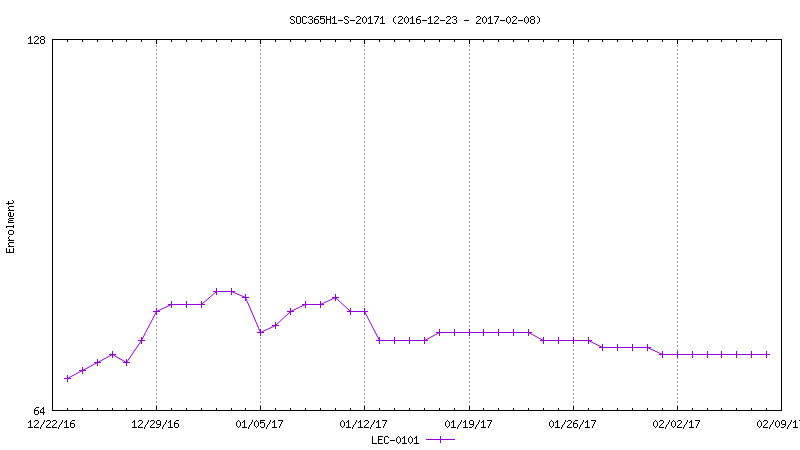 SOC365H1-S-20171 (2016-12-23 - 2017-02-08)
128
Enrolment
64
12/22/16 12/29/16 01/05/17 01/12/17 01/19/17 01/26/17 02/02/17 02/09/1
LEC-0101